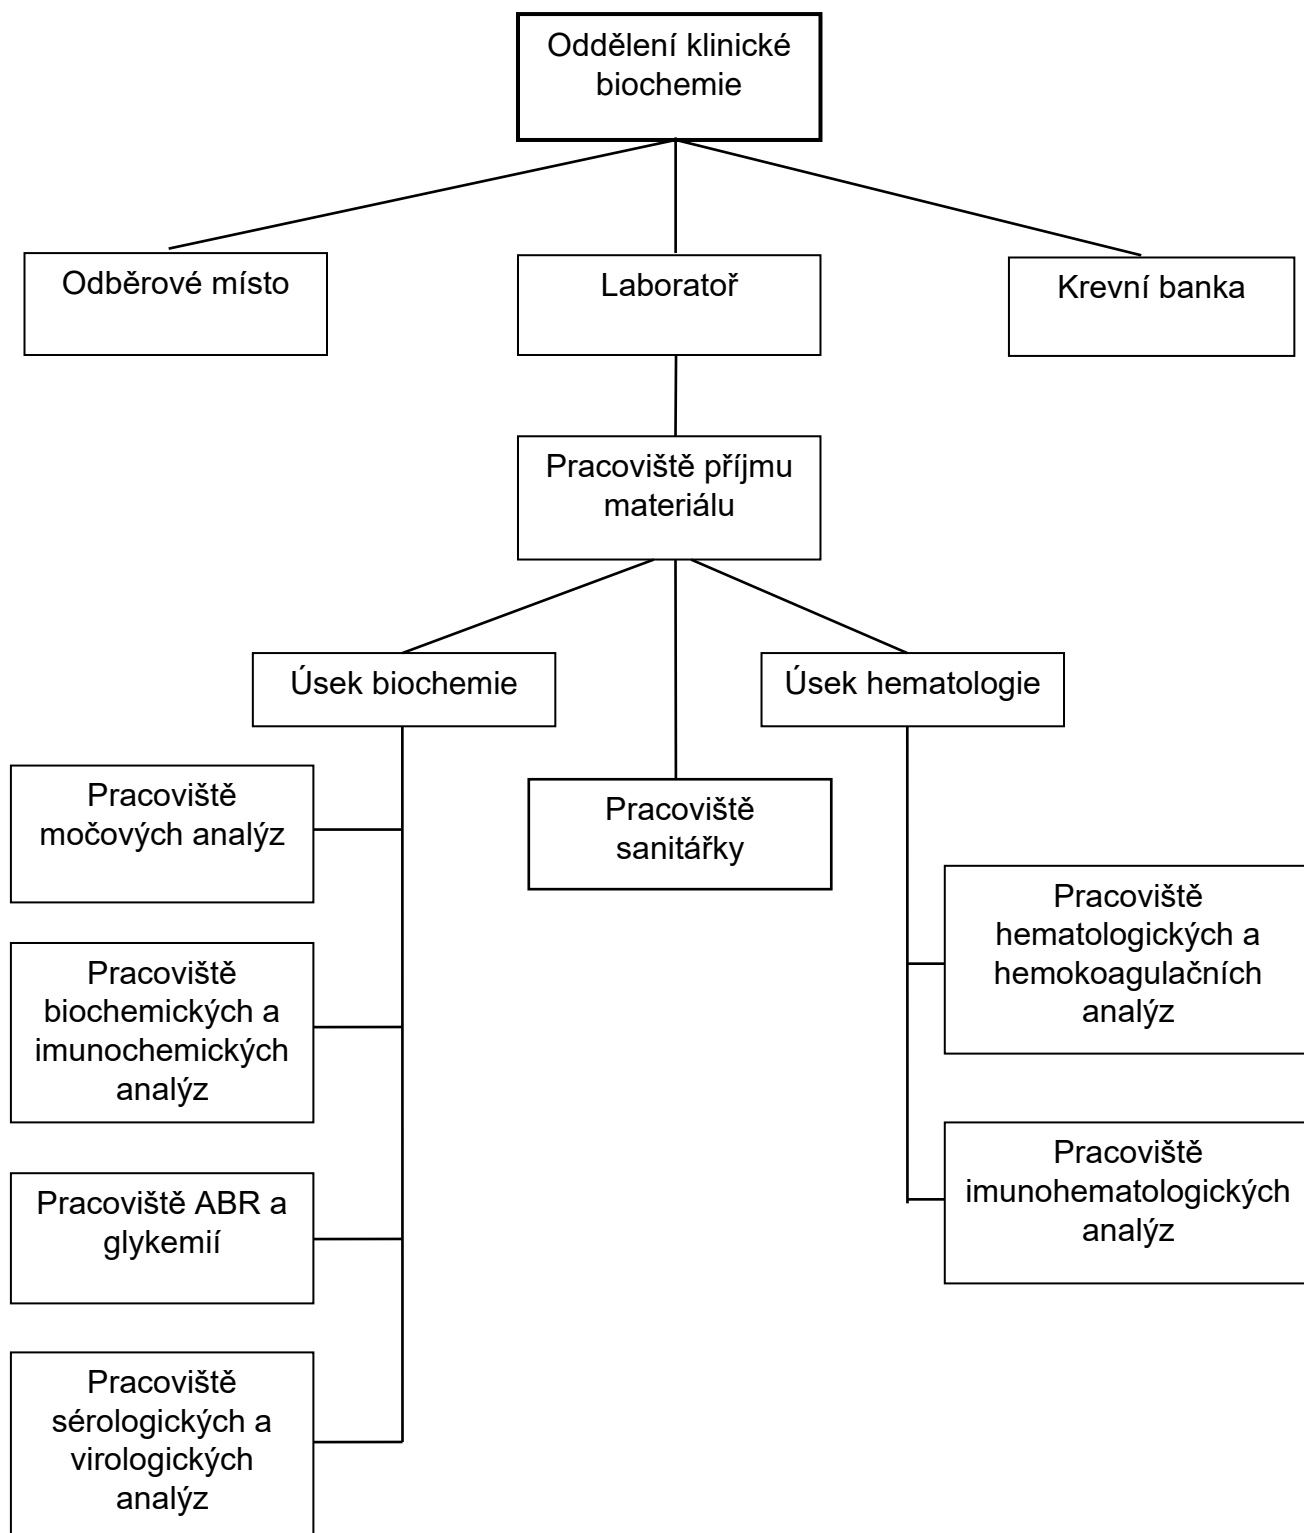 Oddělení klinické
biochemie
Odběrové místo
Laboratoř
Krevní banka
Pracoviště příjmu
materiálu
Úsek biochemie
Úsek hematologie
Pracoviště
močových analýz
Pracoviště
sanitářky
Pracoviště
hematologických a
hemokoagulačních
analýz
Pracoviště
biochemických a
imunochemických
analýz
Pracoviště
imunohematologických
analýz
Pracoviště ABR a
glykemií
Pracoviště
sérologických a
virologických
analýz